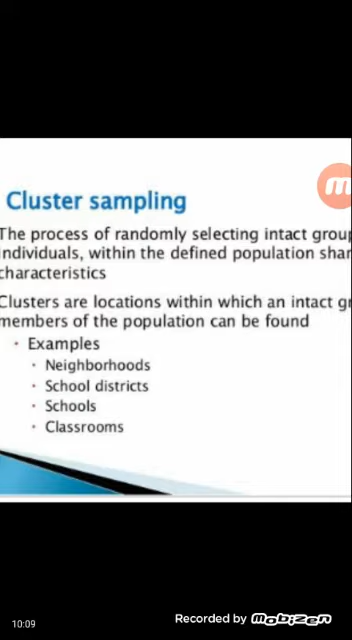 Cluster sampling
The process of randomly selecting intact group
individuals, within the defined population shar
characteristics
Clusters are locations within which an intact gr
members of the population can be found
Examples
Neighborhoods
School districts
Schools
Classrooms
10:09
Recorded by mobizen